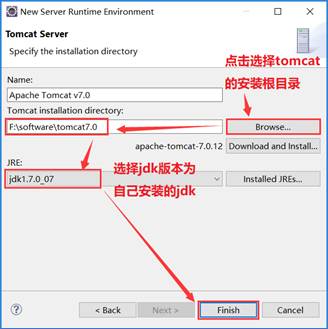 New Server Runtime Environment
Tomcat Server
Specify the installation directory
点击选择tomcat
的安装根目录
Name:
Apache Tomcat v7.0
Tomcat installation directory:
F:\software\tomcat7.0
Browse...
apache-tomcat-7.0.12
Download and Install...
JRE:
选择jdk版本为
自己安装的jdk
jdk1.7.0_07
Installed JREs...
?
< Back
Next >
Finish
Cancel